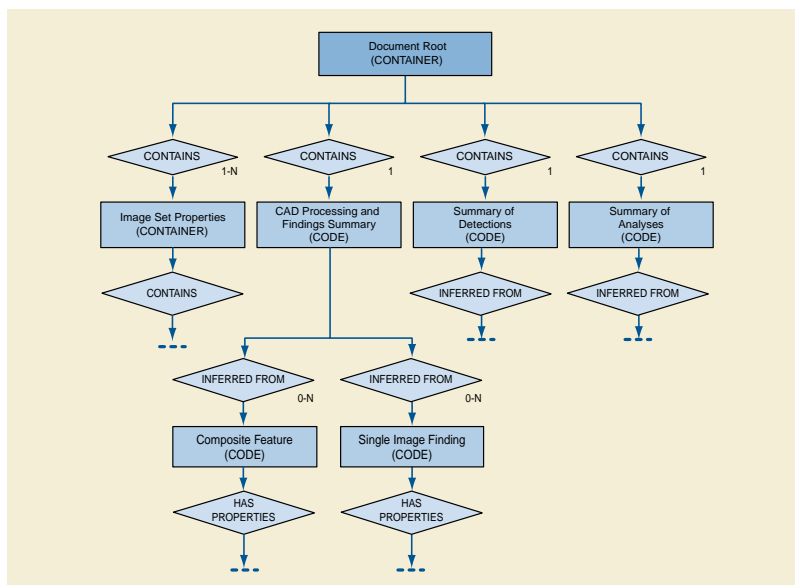 Document Root
(CONTAINER)
CONTAINS
1-N
CONTAINS
1
CONTAINS
1
CONTAINS
1
Image Set Properties
(CONTAINER)
CAD Processing and
Findings Summary
(CODE)
Summary of
Detections
(CODE)
Summary of
Analyses
(CODE)
CONTAINS
INFERRED FROM
INFERRED FROM
INFERRED FROM
0-N
INFERRED FROM
0-N
Composite Feature
(CODE)
Single Image Finding
(CODE)
HAS
PROPERTIES
HAS
PROPERTIES